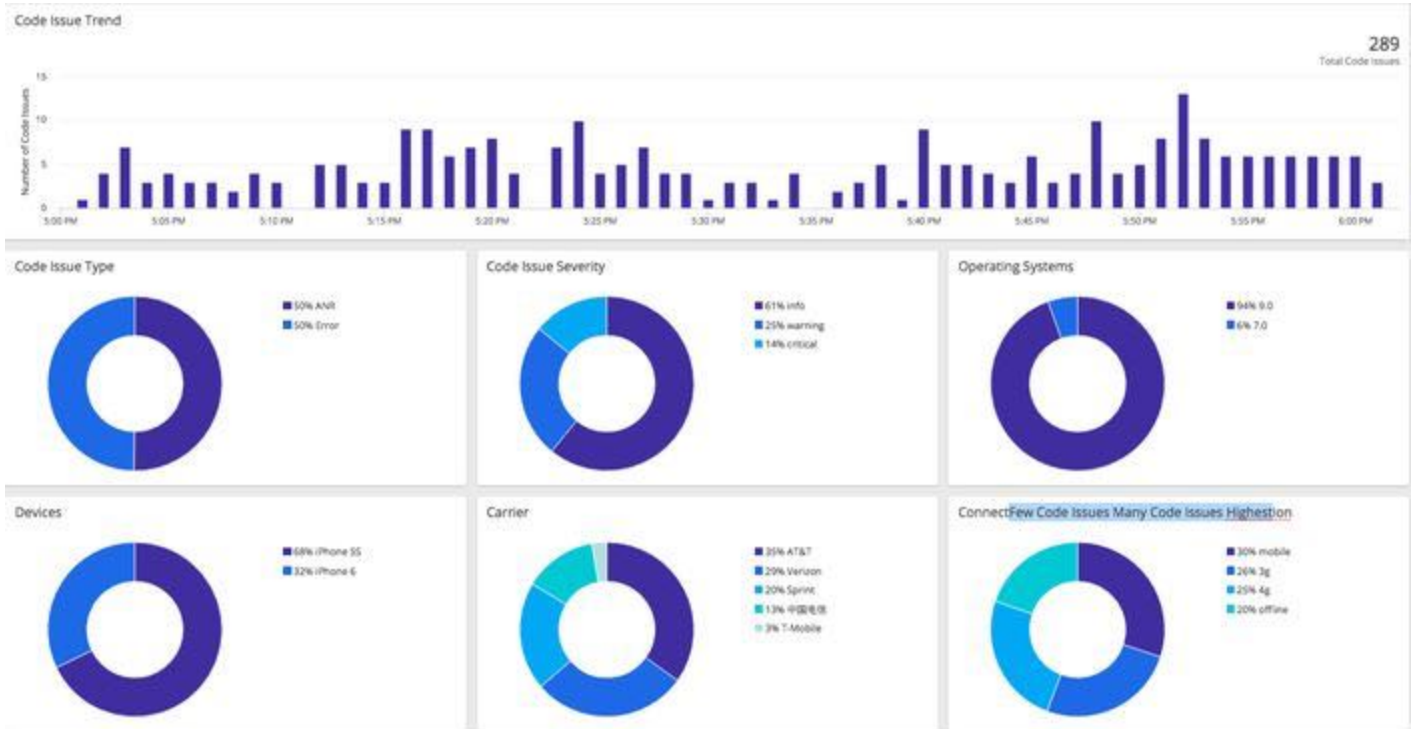 Code Issue Trend
289
Total Code Issues
Number of Code Issues
15
10
5
0
5:00 PM 5:05 PM 5:10 PM 5:15 PM 5:20 PM 5:25 PM 5:30 PM 5:35 PM 5:40 PM 5:45 PM 5:50 PM 5:55 PM 6:00 PM
Code Issue Type
50% ANR
50% Error
Code Issue Severity
61% info
25% warning
14% critical
Operating Systems
94% 9.0
6% 7.0
Devices
68% iPhone 5S
32% iPhone 6
Carrier
35% AT&T
29% Verizon
20% Sprint
13% 中国电信
3% T-Mobile
ConnectFew Code Issues Many Code Issues Highestion
30% mobile
26% 3g
25% 4g
20% offline